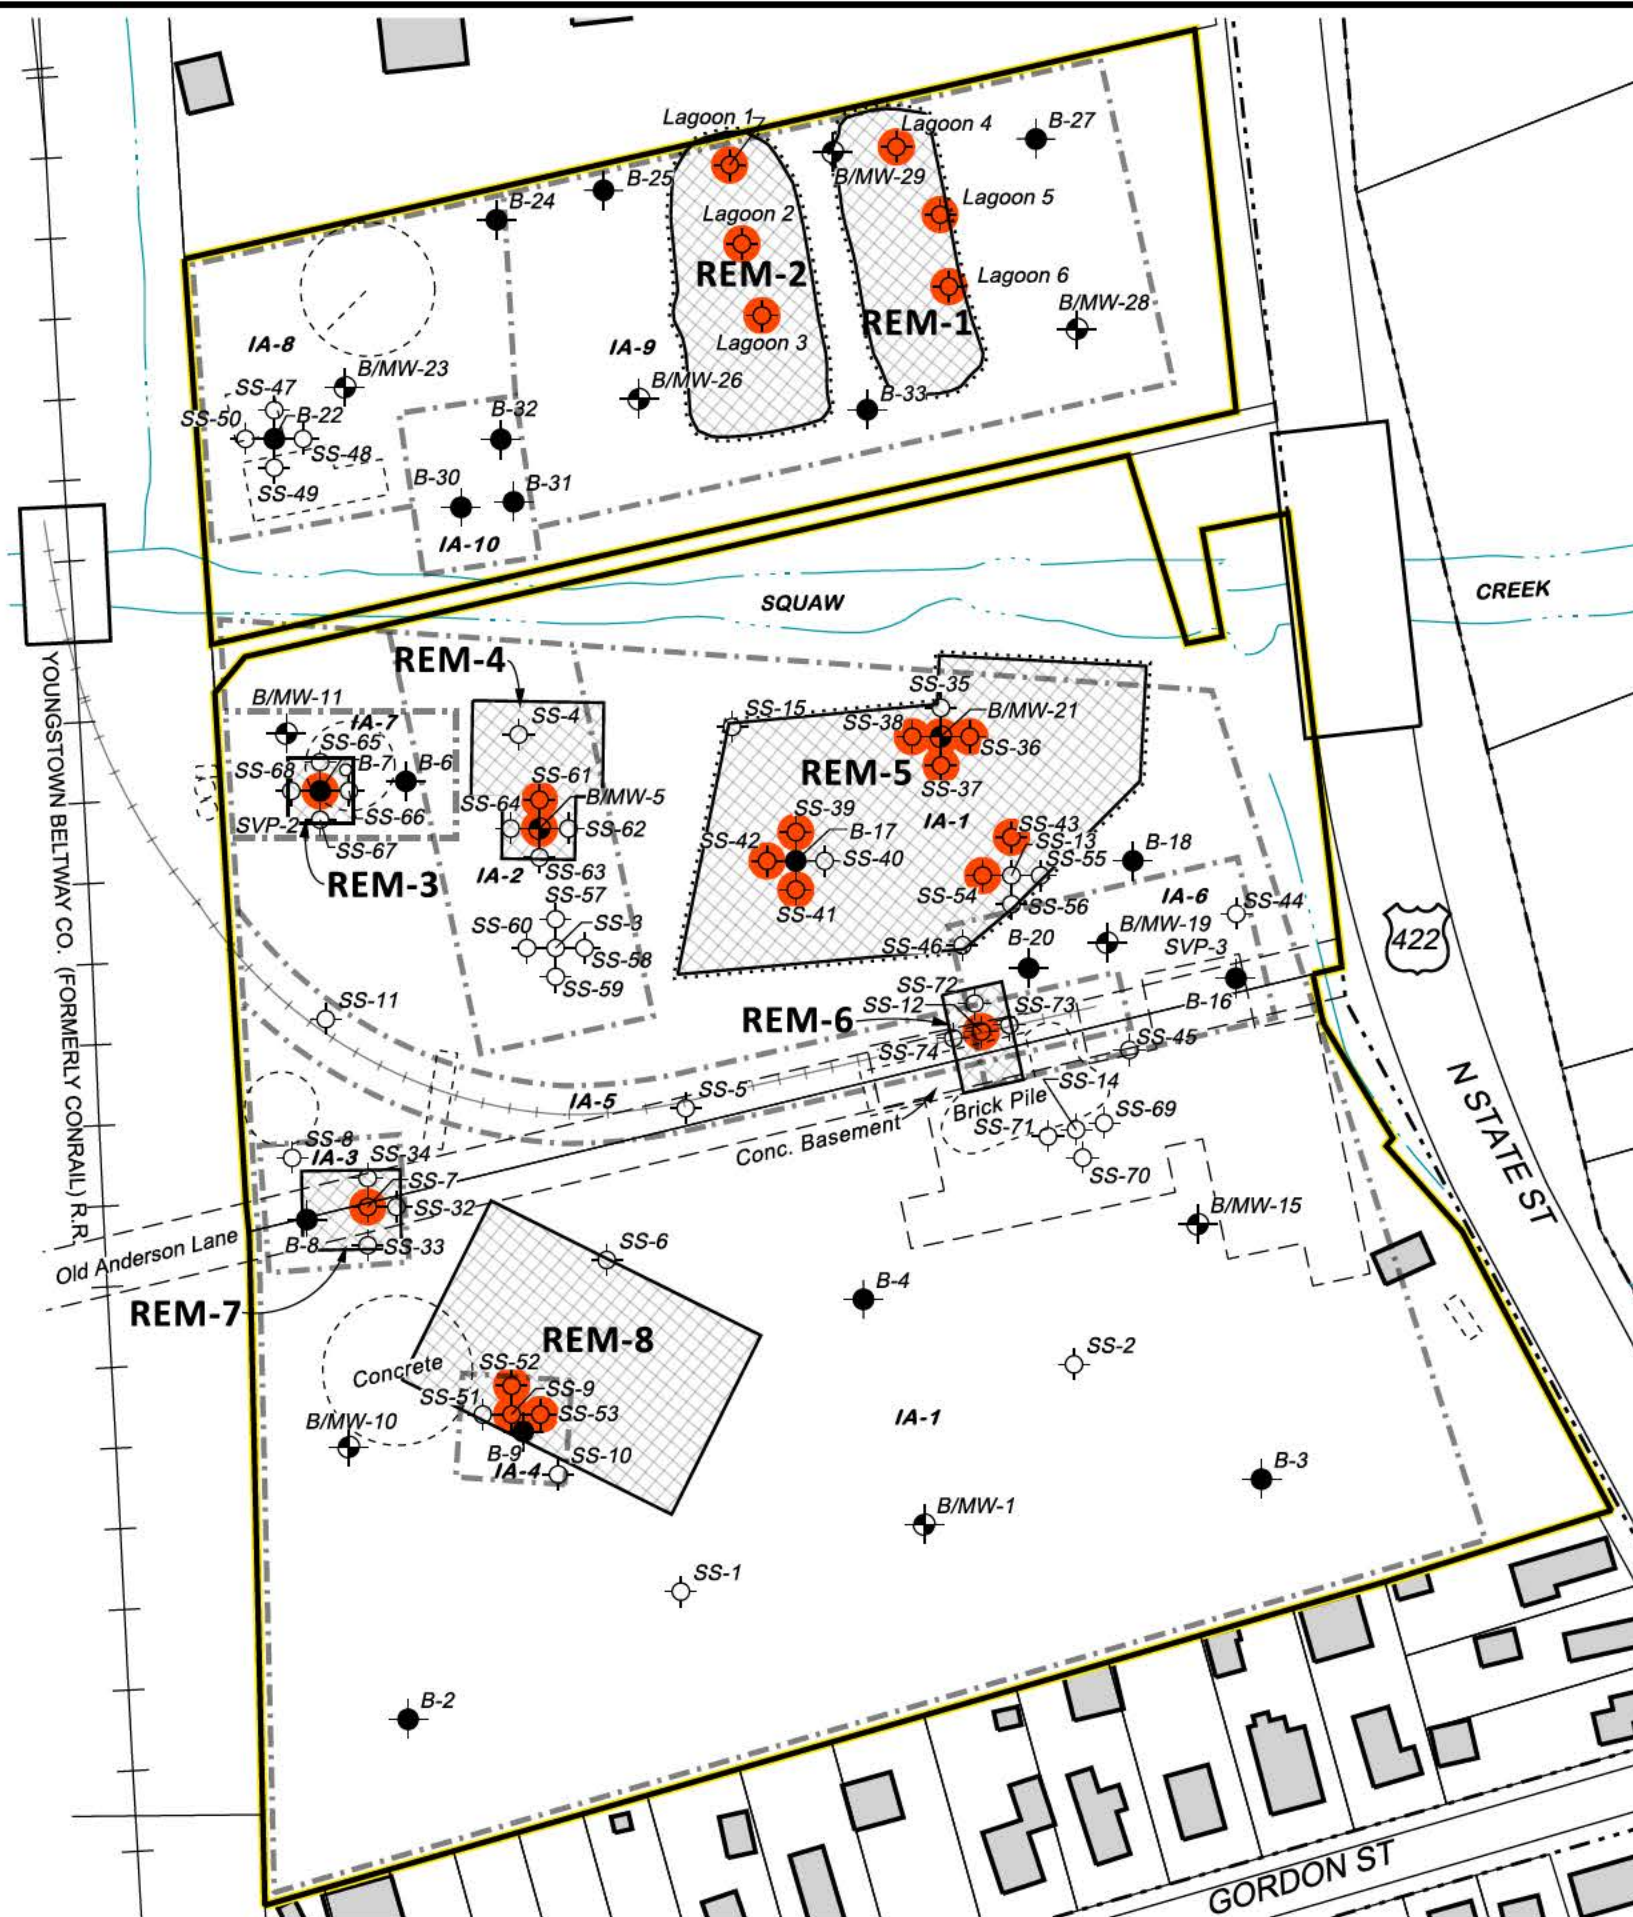 Lagoon 1
Lagoon 4
B-27
B/MW-29
B-25
B-24
Lagoon 5
Lagoon 2
REM-2
Lagoon 6
B/MW-28
REM-1
Lagoon 3
IA-8
IA-9
B/MW-23
B/MW-26
SS-47
B-33
SS-50
B-22
B-32
SS-48
SS-49
B-30
B-31
IA-10
SQUAW
CREEK
YOUNGSTOWN BELTWAY CO. (FORMERLY CONRAIL) R.R.
REM-4
B/MW-11
IA-7
SS-4
SS-35
SS-15
SS-38
B/MW-21
SS-36
SS-65
SS-68
B-7
B-6
REM-5
SS-37
SS-61
SS-64
B/MW-5
SS-39
IA-1
SVP-2
SS-66
SS-62
SS-43
SS-42
B-17
SS-13
SS-67
SS-40
SS-55
B-18
REM-3
IA-2
SS-63
SS-54
SS-57
SS-41
SS-56
IA-6
SS-44
SS-60
SS-3
SS-46
B-20
B/MW-19
SVP-3
422
SS-58
SS-59
SS-72
SS-11
SS-12
SS-73
B-16
REM-6
SS-74
SS-45
SS-14
SS-5
IA-5
Brick Pile
SS-69
Conc. Basement
SS-71
SS-8
SS-34
IA-3
SS-70
SS-7
SS-32
B/MW-15
N STATE ST
B-8
SS-33
SS-6
Old Anderson Lane
REM-7
B-4
REM-8
SS-2
Concrete
SS-52
SS-9
SS-51
SS-53
IA-1
B/MW-10
B-9
SS-10
IA-4
B-3
B/MW-1
SS-1
B-2
GORDON ST